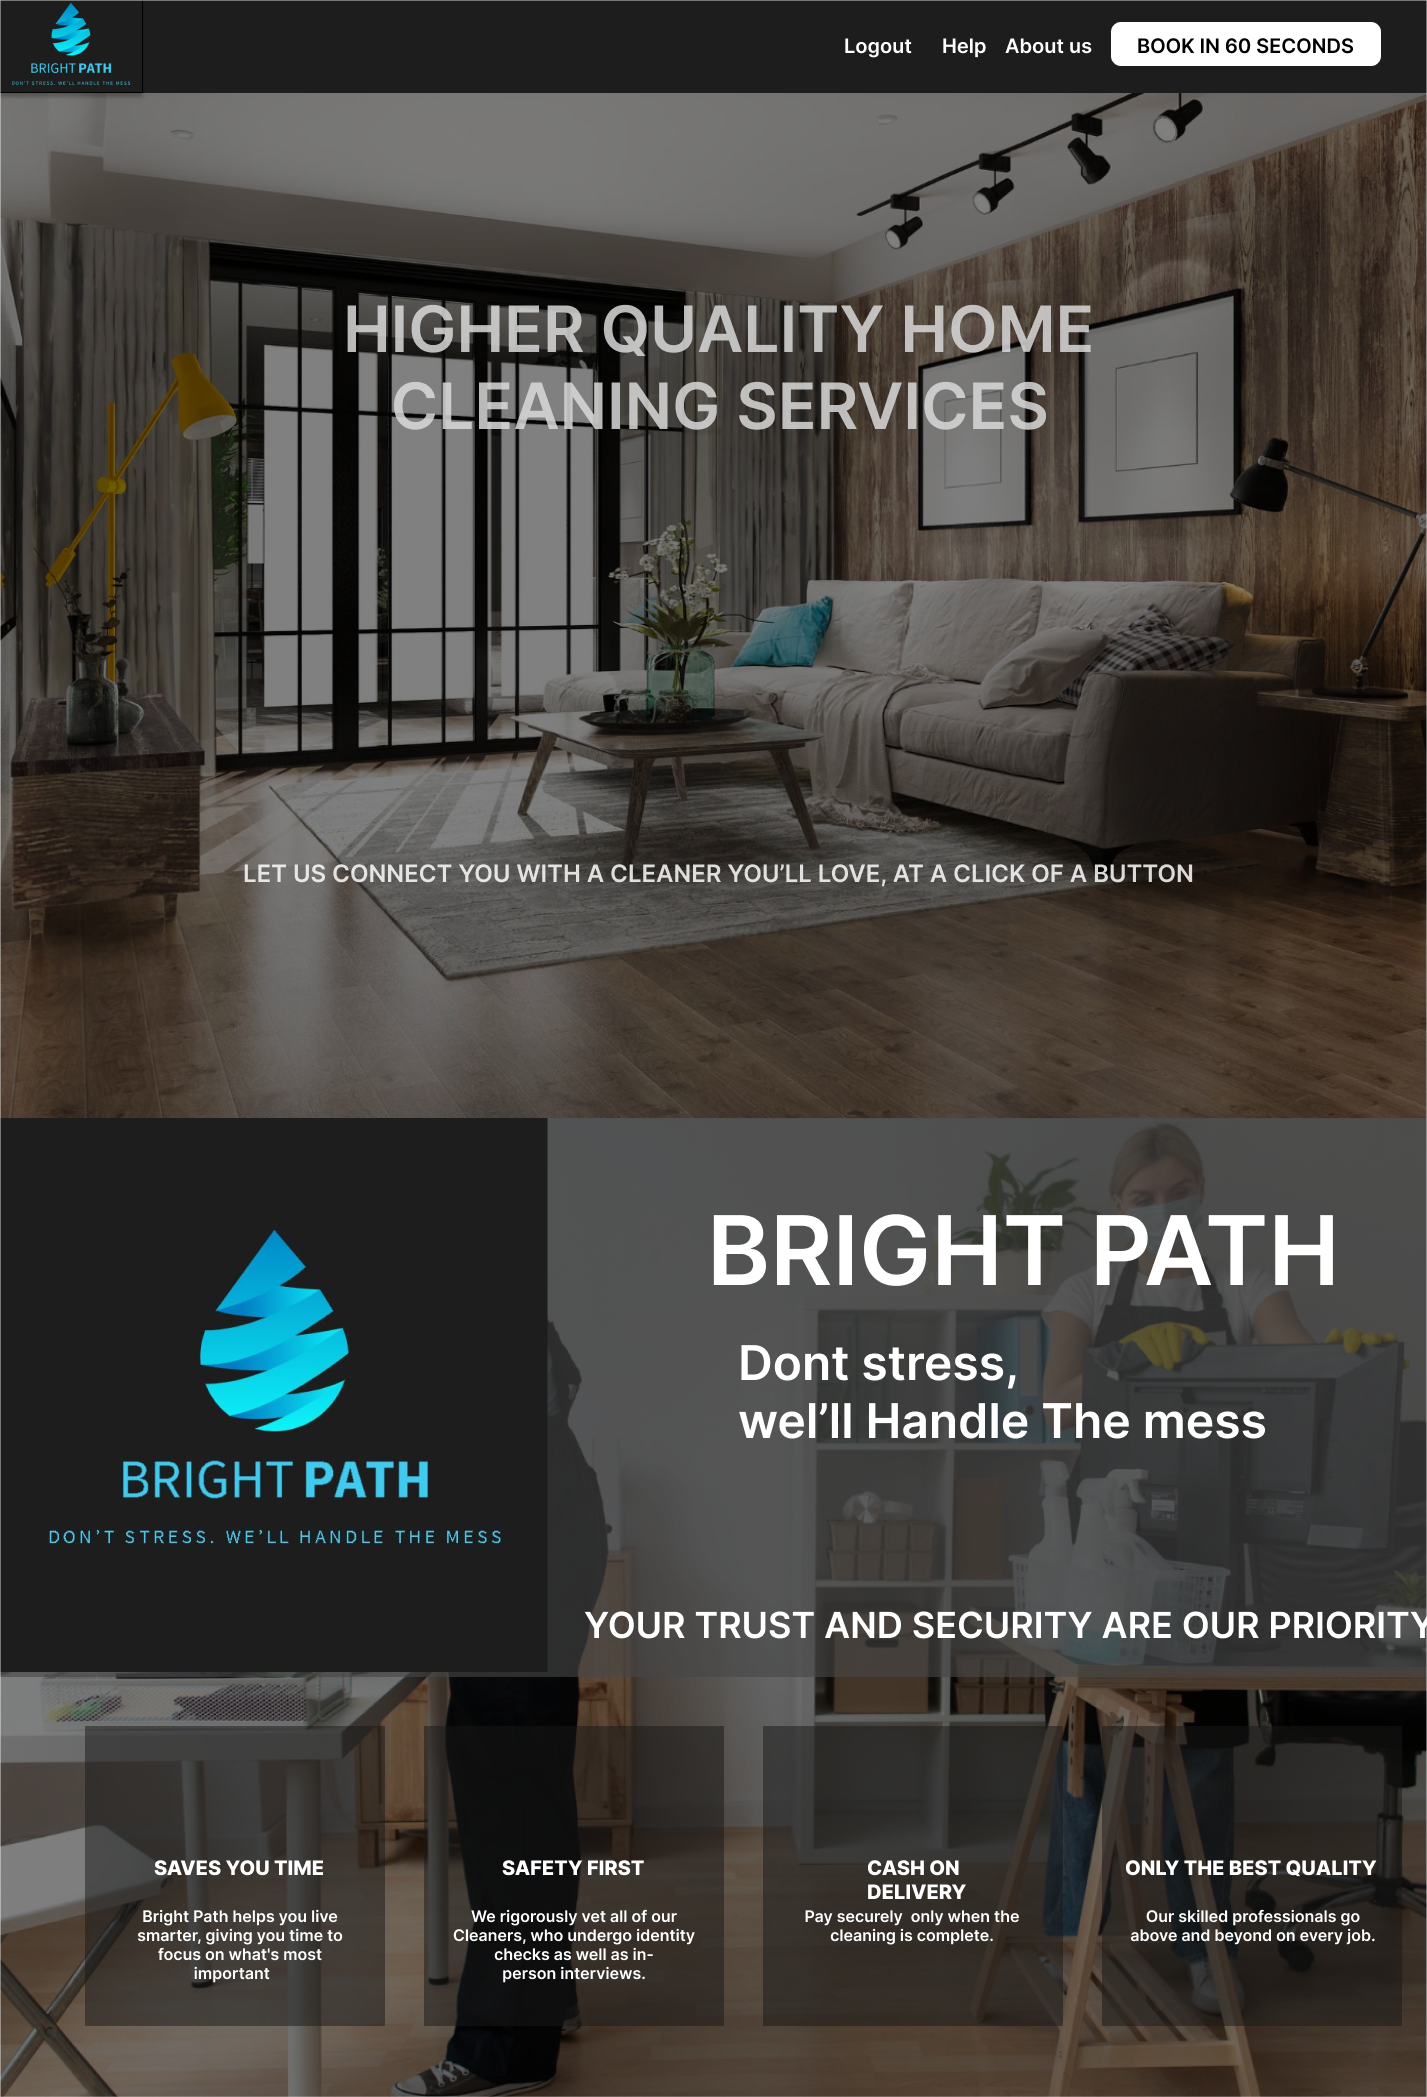 BRIGHT PATH
DON'T STRESS. WE'LL HANDLE THE MESS
Logout Help About us BOOK IN 60 SECONDS
HIGHER QUALITY HOME
CLEANING SERVICES
LET US CONNECT YOU WITH A CLEANER YOU’LL LOVE, AT A CLICK OF A BUTTON
BRIGHT PATH
DON’T STRESS. WE’LL HANDLE THE MESS
BRIGHT PATH
Dont stress,
wel’ll Handle The mess
YOUR TRUST AND SECURITY ARE OUR PRIORITY
SAVES YOU TIME
Bright Path helps you live
smarter, giving you time to
focus on what's most
important
SAFETY FIRST
We rigorously vet all of our
Cleaners, who undergo identity
checks as well as in-
person interviews.
CASH ON
DELIVERY
Pay securely  only when the
cleaning is complete.
ONLY THE BEST QUALITY
Our skilled professionals go
above and beyond on every job.